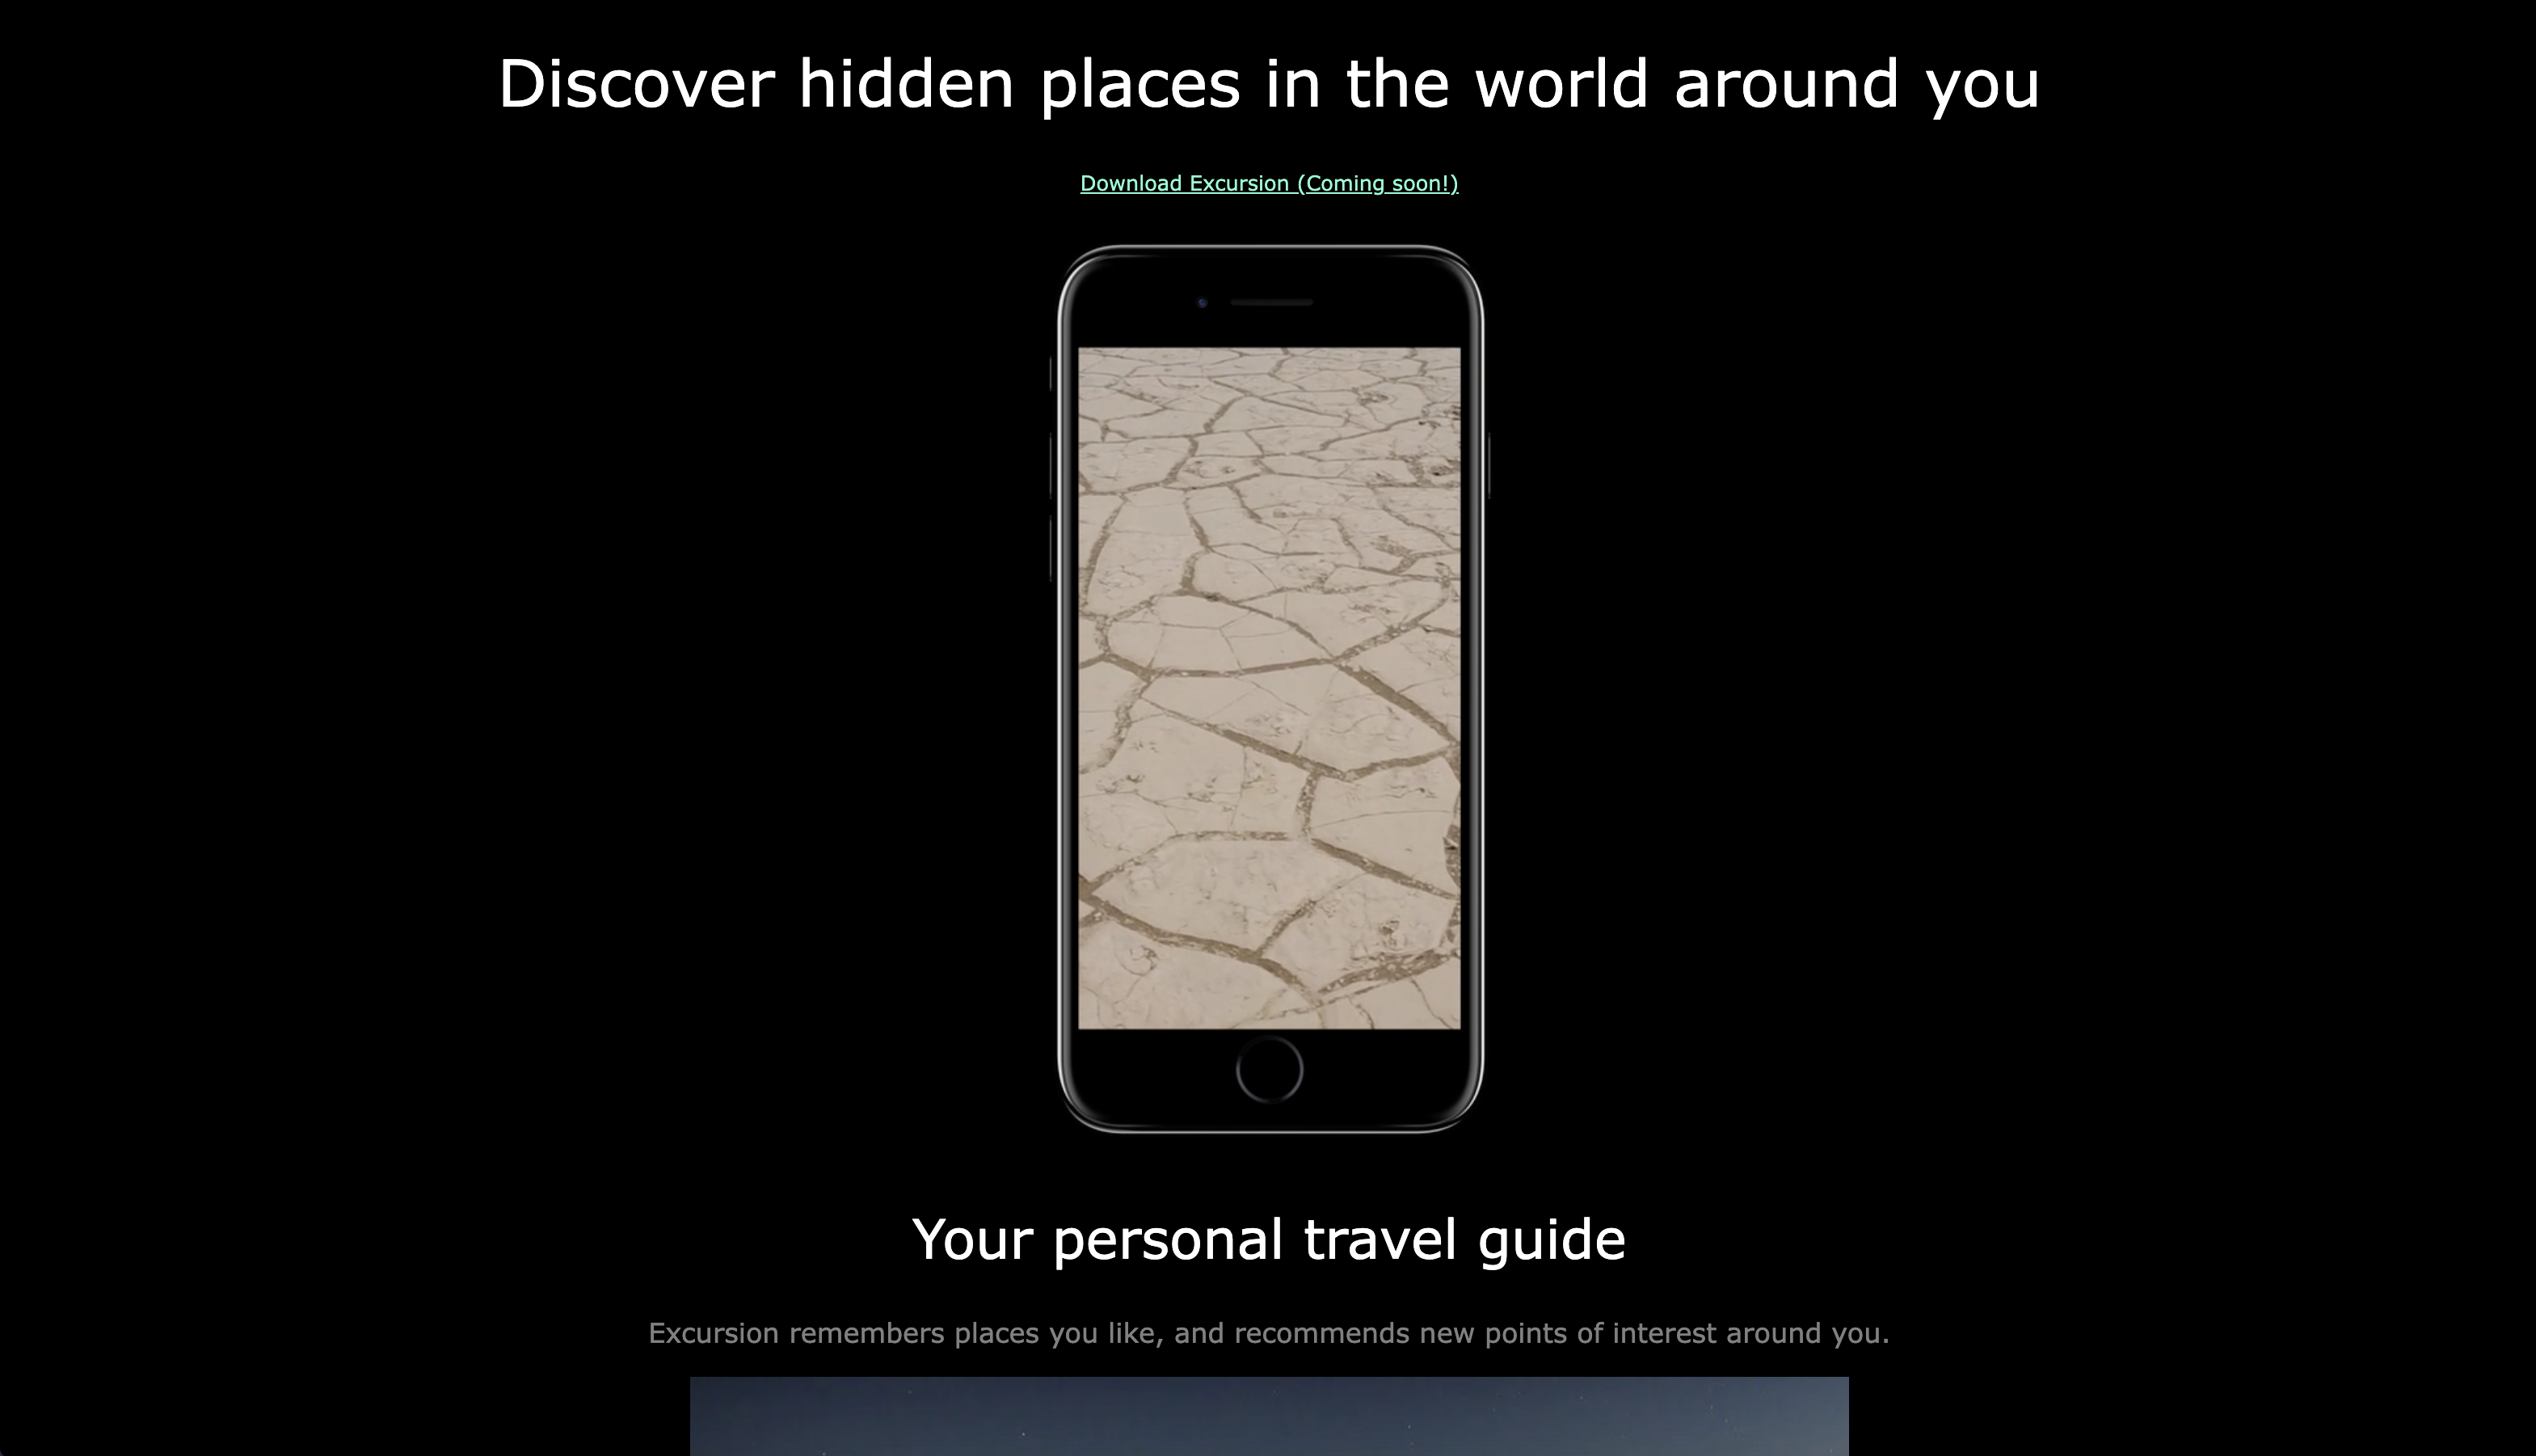 Discover hidden places in the world around you
Download Excursion (Coming soon!)
Your personal travel guide
Excursion remembers places you like, and recommends new points of interest around you.